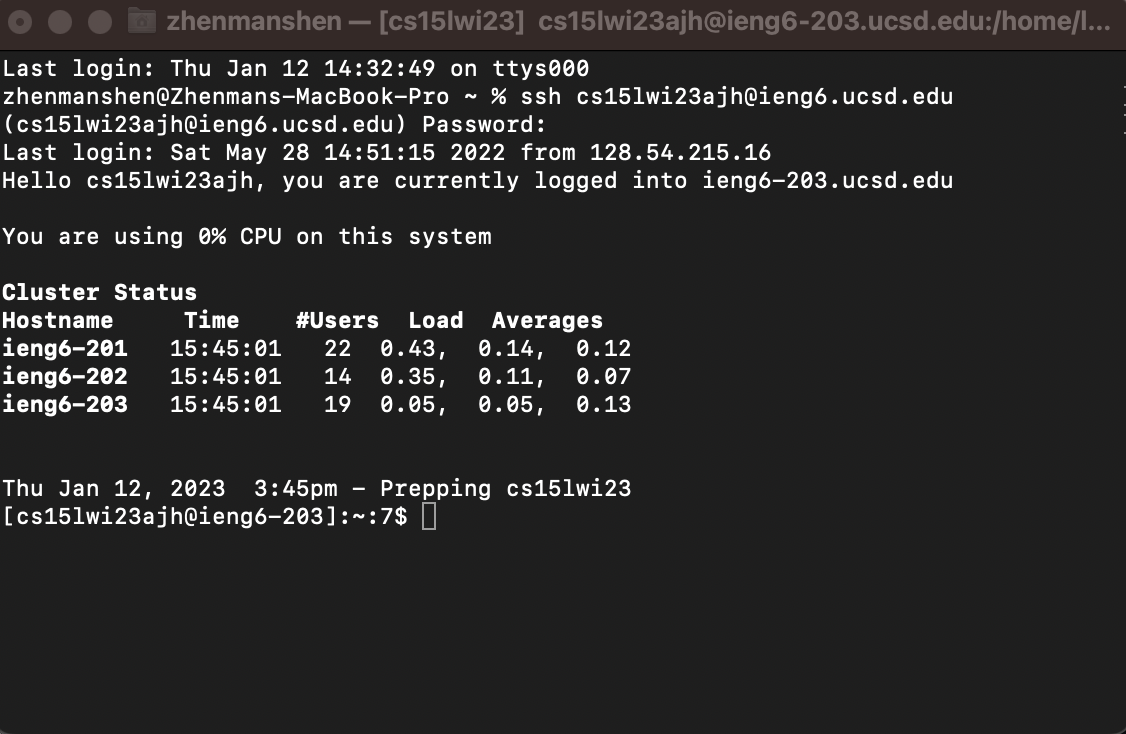 zhenmanshen — [cs15lwi23] cs15lwi23ajh@ieng6-203.ucsd.edu:/home/l...
Last login: Thu Jan 12 14:32:49 on ttys000
zhenmanshen@Zhenmans-MacBook-Pro ~ % ssh cs15lwi23ajh@ieng6.ucsd.edu
(cs15lwi23ajh@ieng6.ucsd.edu) Password:
Last login: Sat May 28 14:51:15 2022 from 128.54.215.16
Hello cs15lwi23ajh, you are currently logged into ieng6-203.ucsd.edu
You are using 0% CPU on this system
Cluster Status
Hostname Time #Users Load Averages
ieng6-201 15:45:01 22 0.43, 0.14, 0.12
ieng6-202 15:45:01 14 0.35, 0.11, 0.07
ieng6-203 15:45:01 19 0.05, 0.05, 0.13
Thu Jan 12, 2023 3:45pm - Prepping cs15lwi23
[cs15lwi23ajh@ieng6-203]:~:7$